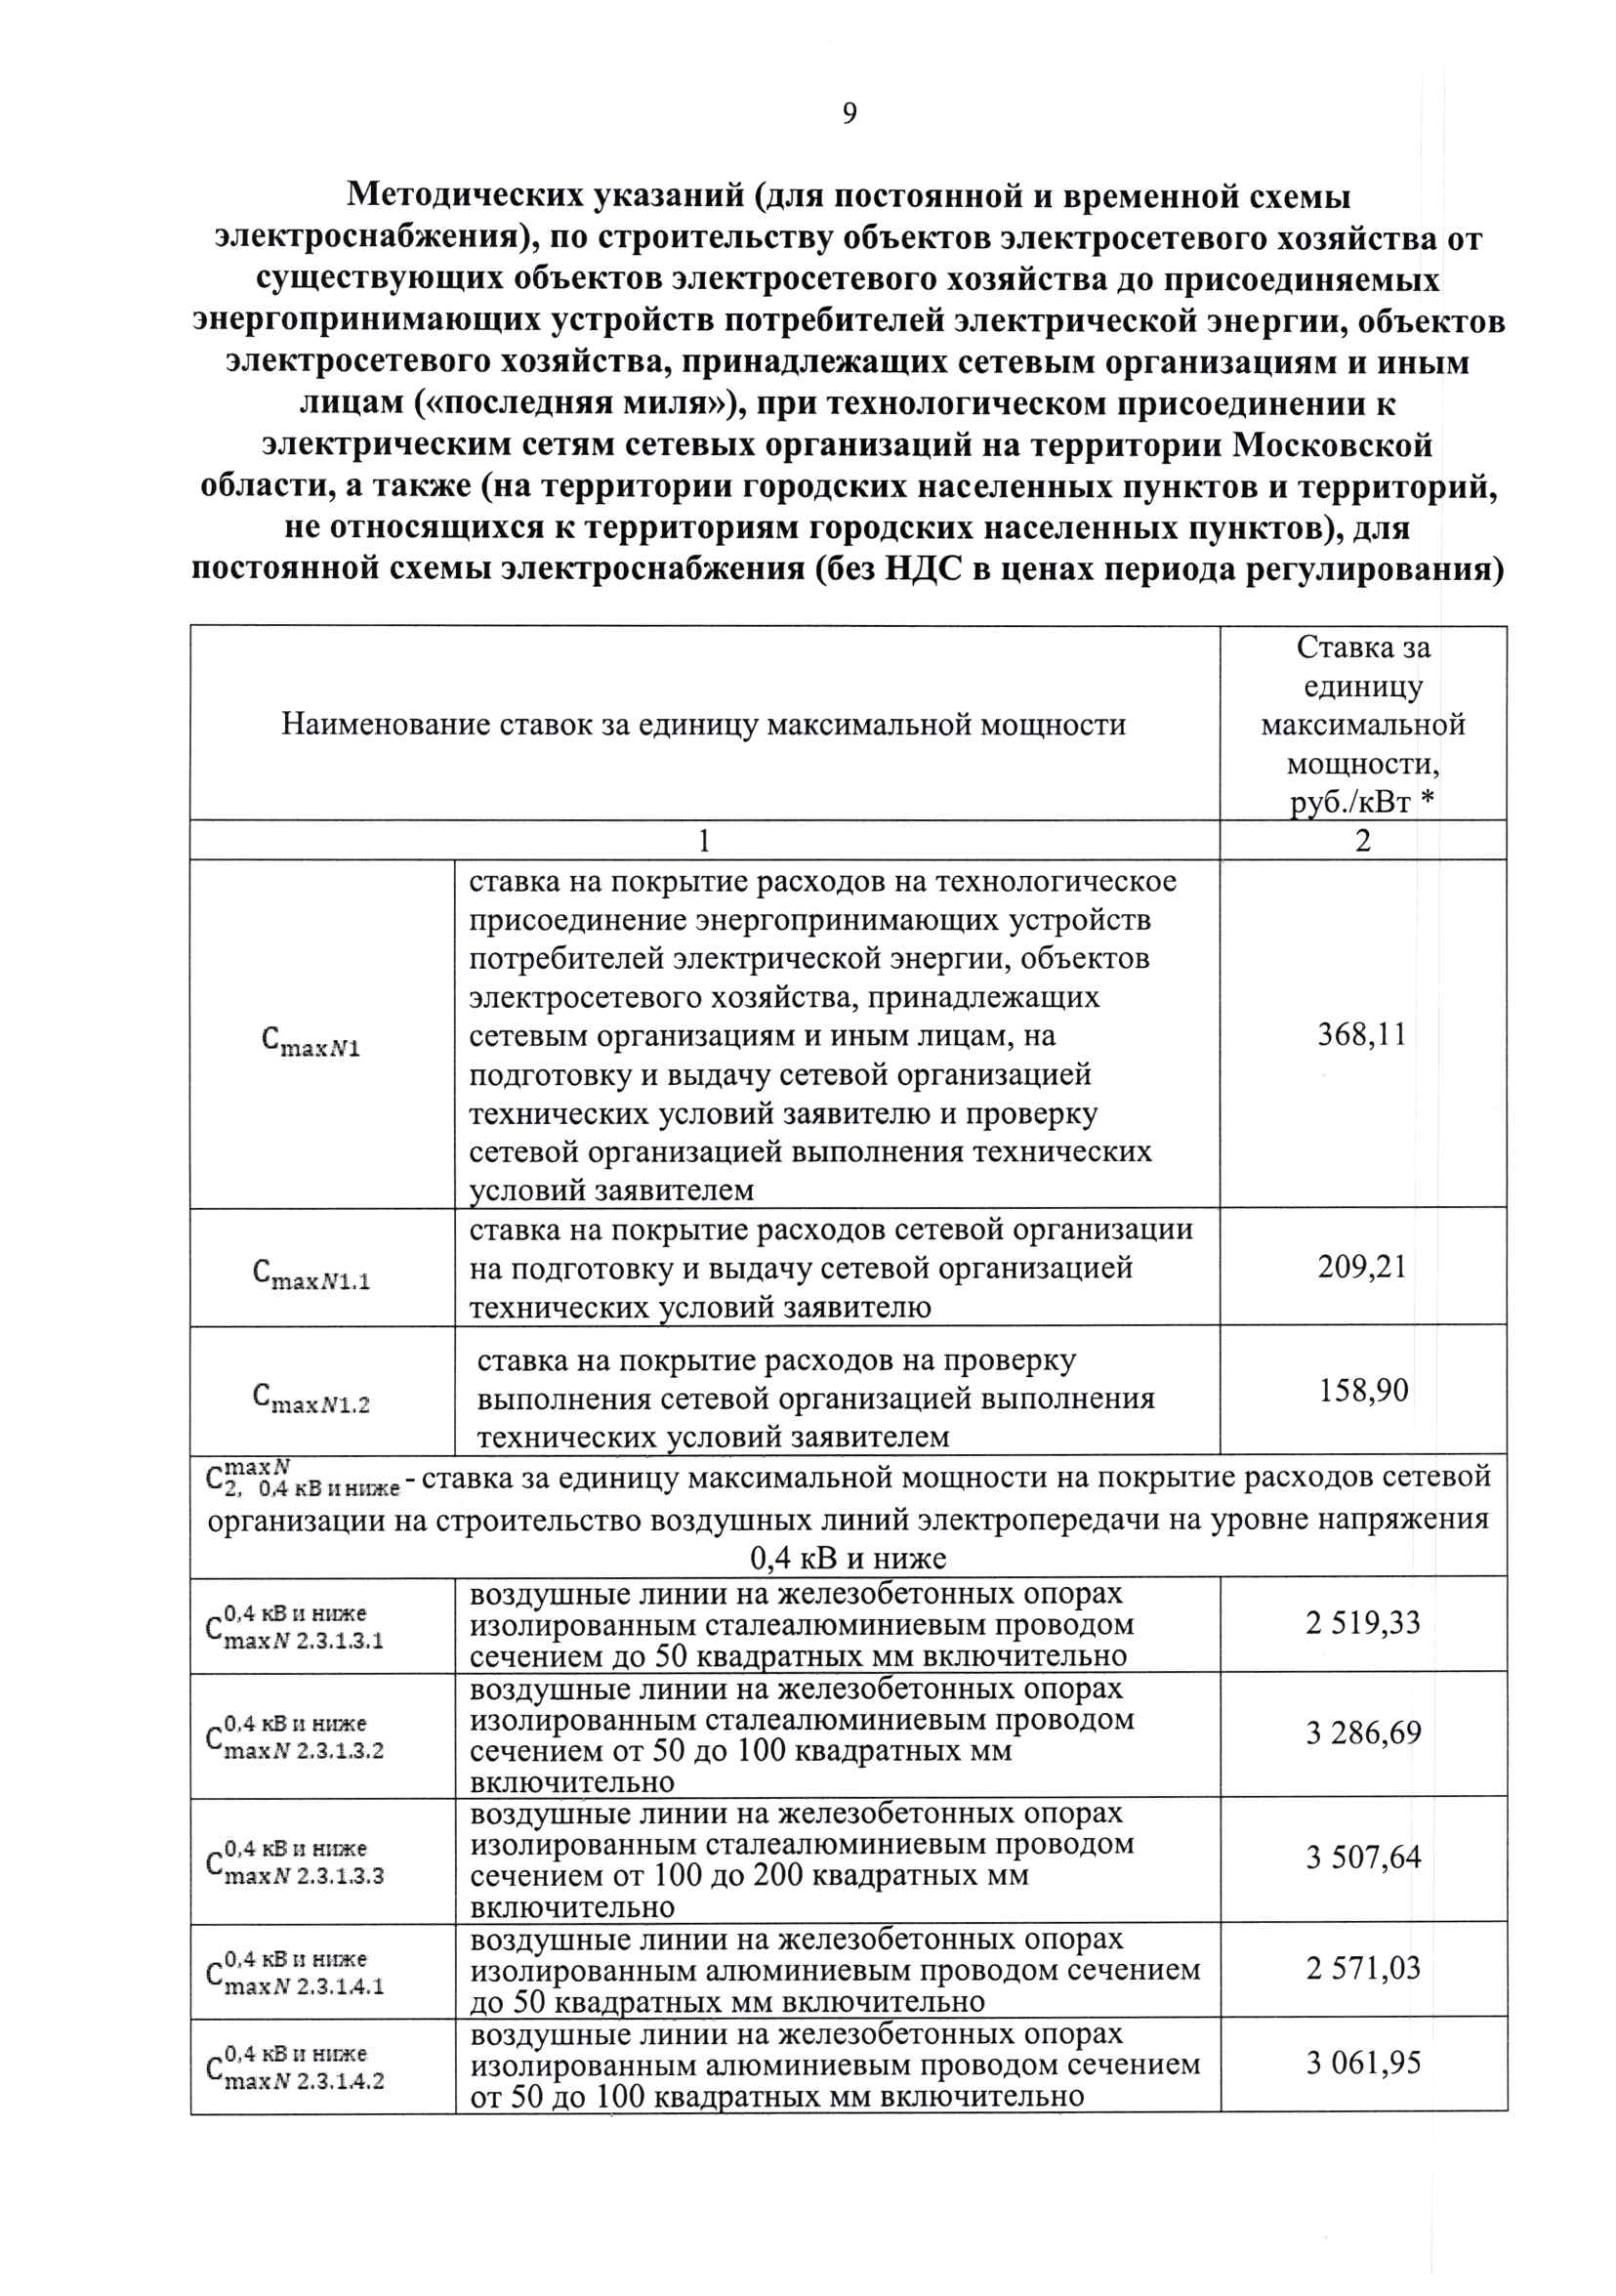 9
Методических указаний (для постоянной и временной схемы
электроснабжения), по строительству объектов электросетевого хозяйства от
существующих объектов электросетевого хозяйства до присоединяемых
энергопринимающих устройств потребителей электрической энергии, объектов
электросетевого хозяйства, принадлежащих сетевым организациям и иным
лицам («последняя миля»), при технологическом присоединении к
электрическим сетям сетевых организаций на территории Московской
области, а также (на территории городских населенных пунктов и территорий,
не относящихся к территориям городских населенных пунктов), для
постоянной схемы электроснабжения (без НДС в ценах периода регулирования)
Наименование ставок за единицу максимальной мощности
Ставка за
единицу
максимальной
мощности,
руб./кВт *
1
2
C maxN1
ставка на покрытие расходов на технологическое
присоединение энергопринимающих устройств
потребителей электрической энергии, объектов
электросетевого хозяйства, принадлежащих
сетевым организациям и иным лицам, на
подготовку и выдачу сетевой организацией
технических условий заявителю и проверку
сетевой организацией выполнения технических
условий заявителем
368,11
C maxN1.1
ставка на покрытие расходов сетевой организации
на подготовку и выдачу сетевой организацией
технических условий заявителю
209,21
C maxN1.2
ставка на покрытие расходов на проверку
выполнения сетевой организацией выполнения
технических условий заявителем
158,90
C maxN 2, 0,4 кВ и ниже - ставка за единицу максимальной мощности на покрытие расходов сетевой
организации на строительство воздушных линий электропередачи на уровне напряжения
0,4 кВ и ниже
C 0,4 кВ и ниже maxN 2.3.1.3.1
воздушные линии на железобетонных опорах
изолированным сталеалюминиевым проводом
сечением до 50 квадратных мм включительно
2 519,33
C 0,4 кВ и ниже maxN 2.3.1.3.2
воздушные линии на железобетонных опорах
изолированным сталеалюминиевым проводом
сечением от 50 до 100 квадратных мм
включительно
3 286,69
C 0,4 кВ и ниже maxN 2.3.1.3.3
воздушные линии на железобетонных опорах
изолированным сталеалюминиевым проводом
сечением от 100 до 200 квадратных мм
включительно
3 507,64
C 0,4 кВ и ниже maxN 2.3.1.4.1
воздушные линии на железобетонных опорах
изолированным алюминиевым проводом сечением
до 50 квадратных мм включительно
2 571,03
C 0,4 кВ и ниже maxN 2.3.1.4.2
воздушные линии на железобетонных опорах
изолированным алюминиевым проводом сечением
от 50 до 100 квадратных мм включительно
3 061,95